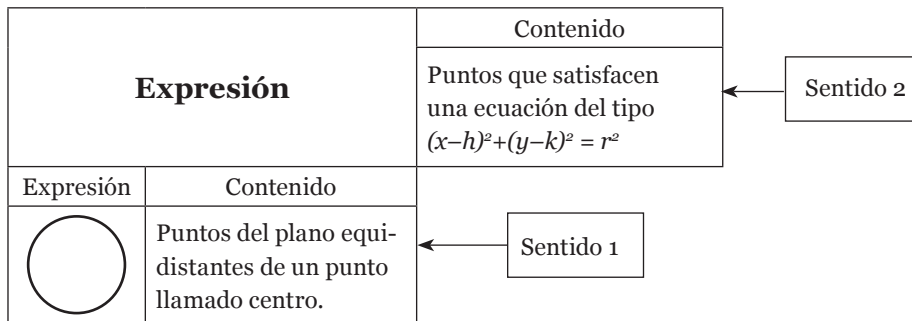 Contenido
Expresión
Puntos que satisfacen
una ecuación del tipo
(x–h)²+(y–k)² = r²
Sentido 2
Expresión
Contenido
Puntos del plano equi-
distantes de un punto
llamado centro.
Sentido 1